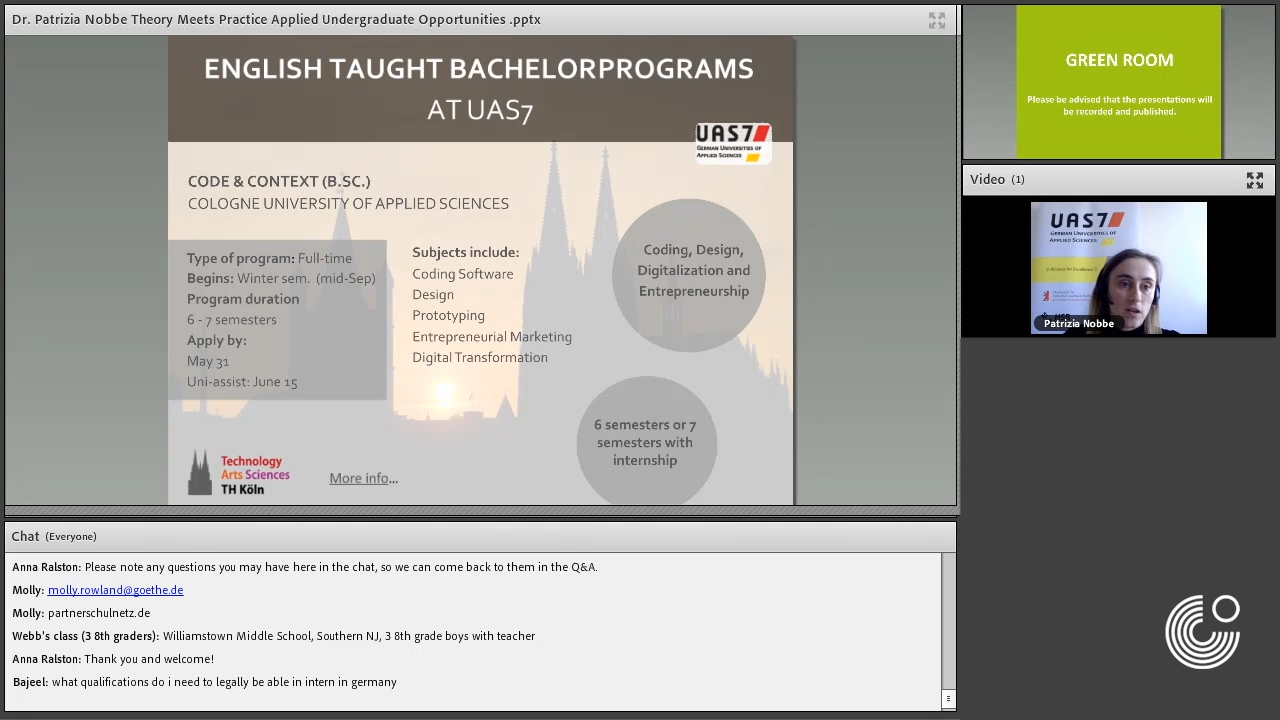 Dr. Patrizia Nobbe Theory Meets Practice Applied Undergraduate Opportunities .pptx
ENGLISH TAUGHT BACHELORPROGRAMS
AT UAS7
UAS7
GERMAN UNIVERSITIES OF
APPLIED SCIENCES
CODE & CONTEXT (B.SC.)
COLOGNE UNIVERSITY OF APPLIED SCIENCES
Type of program: Full-time
Begins: Winter sem. (mid-Sep)
Program duration
6 - 7 semesters
Apply by:
May 31
Uni-assist: June 15
Subjects include:
Coding Software
Design
Prototyping
Entrepreneurial Marketing
Digital Transformation
Coding, Design,
Digitalization and
Entrepreneurship
6 semesters or 7
semesters with
internship
Technology
Arts Sciences
TH Köln
More info...
GREEN ROOM
Please be advised that the presentations will
be recorded and published.
Video (1)
UAS7
GERMAN UNIVERSITIES
OF APPLIED SCIENCES
Patrizia Nobbe
Chat (Everyone)
Anna Ralston: Please note any questions you may have here in the chat, so we can come back to them in the Q&A.
Molly: molly.rowland@goethe.de
Molly: partnerschulnetz.de
Webb's class (3 8th graders): Williamstown Middle School, Southern NJ, 3 8th grade boys with teacher
Anna Ralston: Thank you and welcome!
Bajeel: what qualifications do i need to legally be able in intern in germany